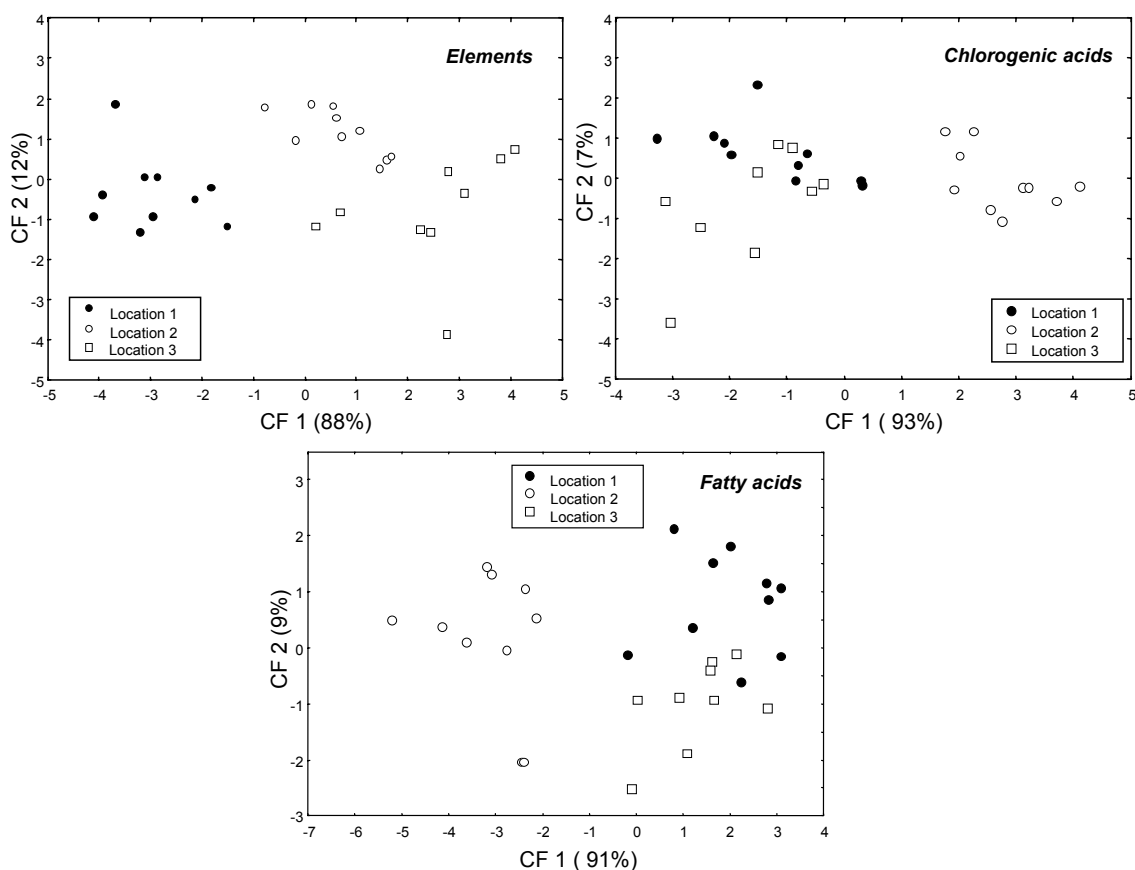 4
3
2
1
0
-1
-2
-3
-4
-5
CF 2 (12%)
Elements
Location 1
Location 2
Location 3
-5 -4 -3 -2 -1 0 1 2 3 4 5
CF 1 (88%)
4
3
2
1
0
-1
-2
-3
-4
-5
CF 2 (7%)
Chlorogenic acids
Location 1
Location 2
Location 3
-4 -3 -2 -1 0 1 2 3 4 5
CF 1 ( 93%)
3
2
1
0
-1
-2
-3
CF 2 (9%)
Location 1
Location 2
Location 3
Fatty acids
-7 -6 -5 -4 -3 -2 -1 0 1 2 3 4
CF 1 ( 91%)